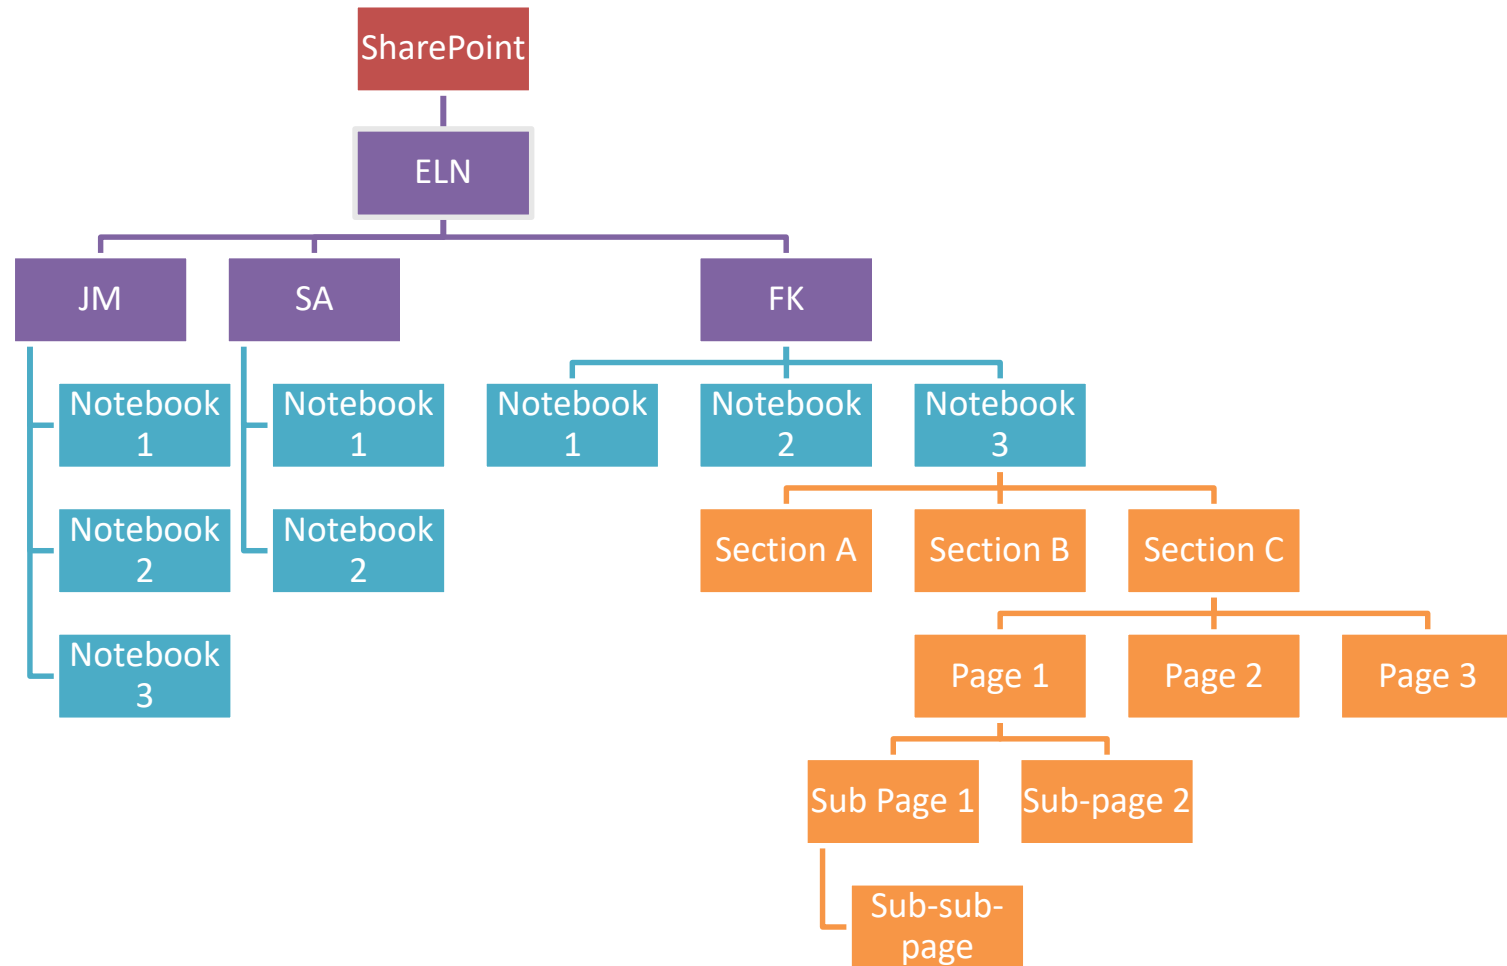 SharePoint
ELN
JM
SA
FK
Notebook
1
Notebook
1
Notebook
1
Notebook
2
Notebook
3
Notebook
2
Notebook
2
Section A
Section B
Section C
Notebook
3
Page 1
Page 2
Page 3
Sub Page 1
Sub-page 2
Sub-sub-
page